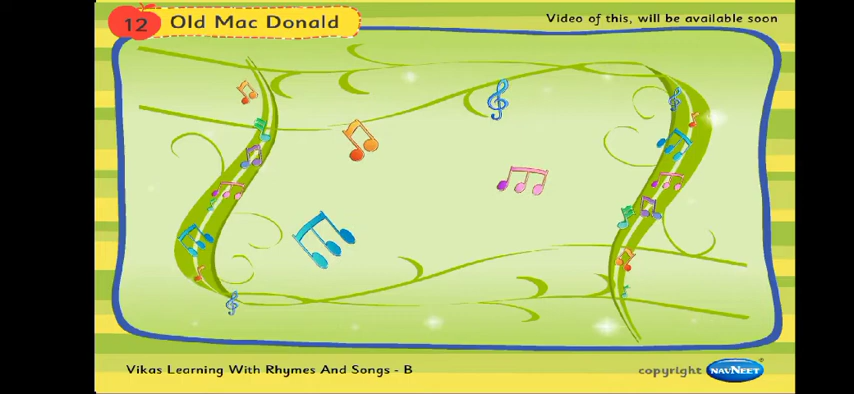 12 Old Mac Donald
Video of this, will be available soon
Vikas Learning With Rhymes And Songs - B
copyright NAVNEET